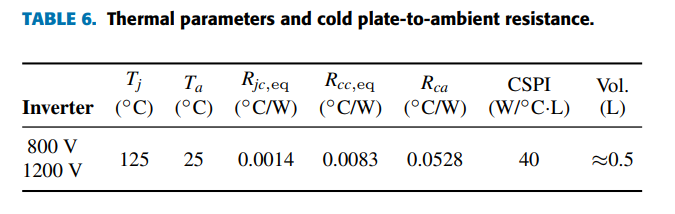 TABLE 6. Thermal parameters and cold plate-to-ambient resistance.
Inverter Tj (°C) Ta (°C) Rjc,eq (°C/W) Rcc,eq (°C/W) Rca (°C/W) CSPI (W/°C·L) Vol. (L)
800 V
1200 V 125 25 0.0014 0.0083 0.0528 40 ≈0.5